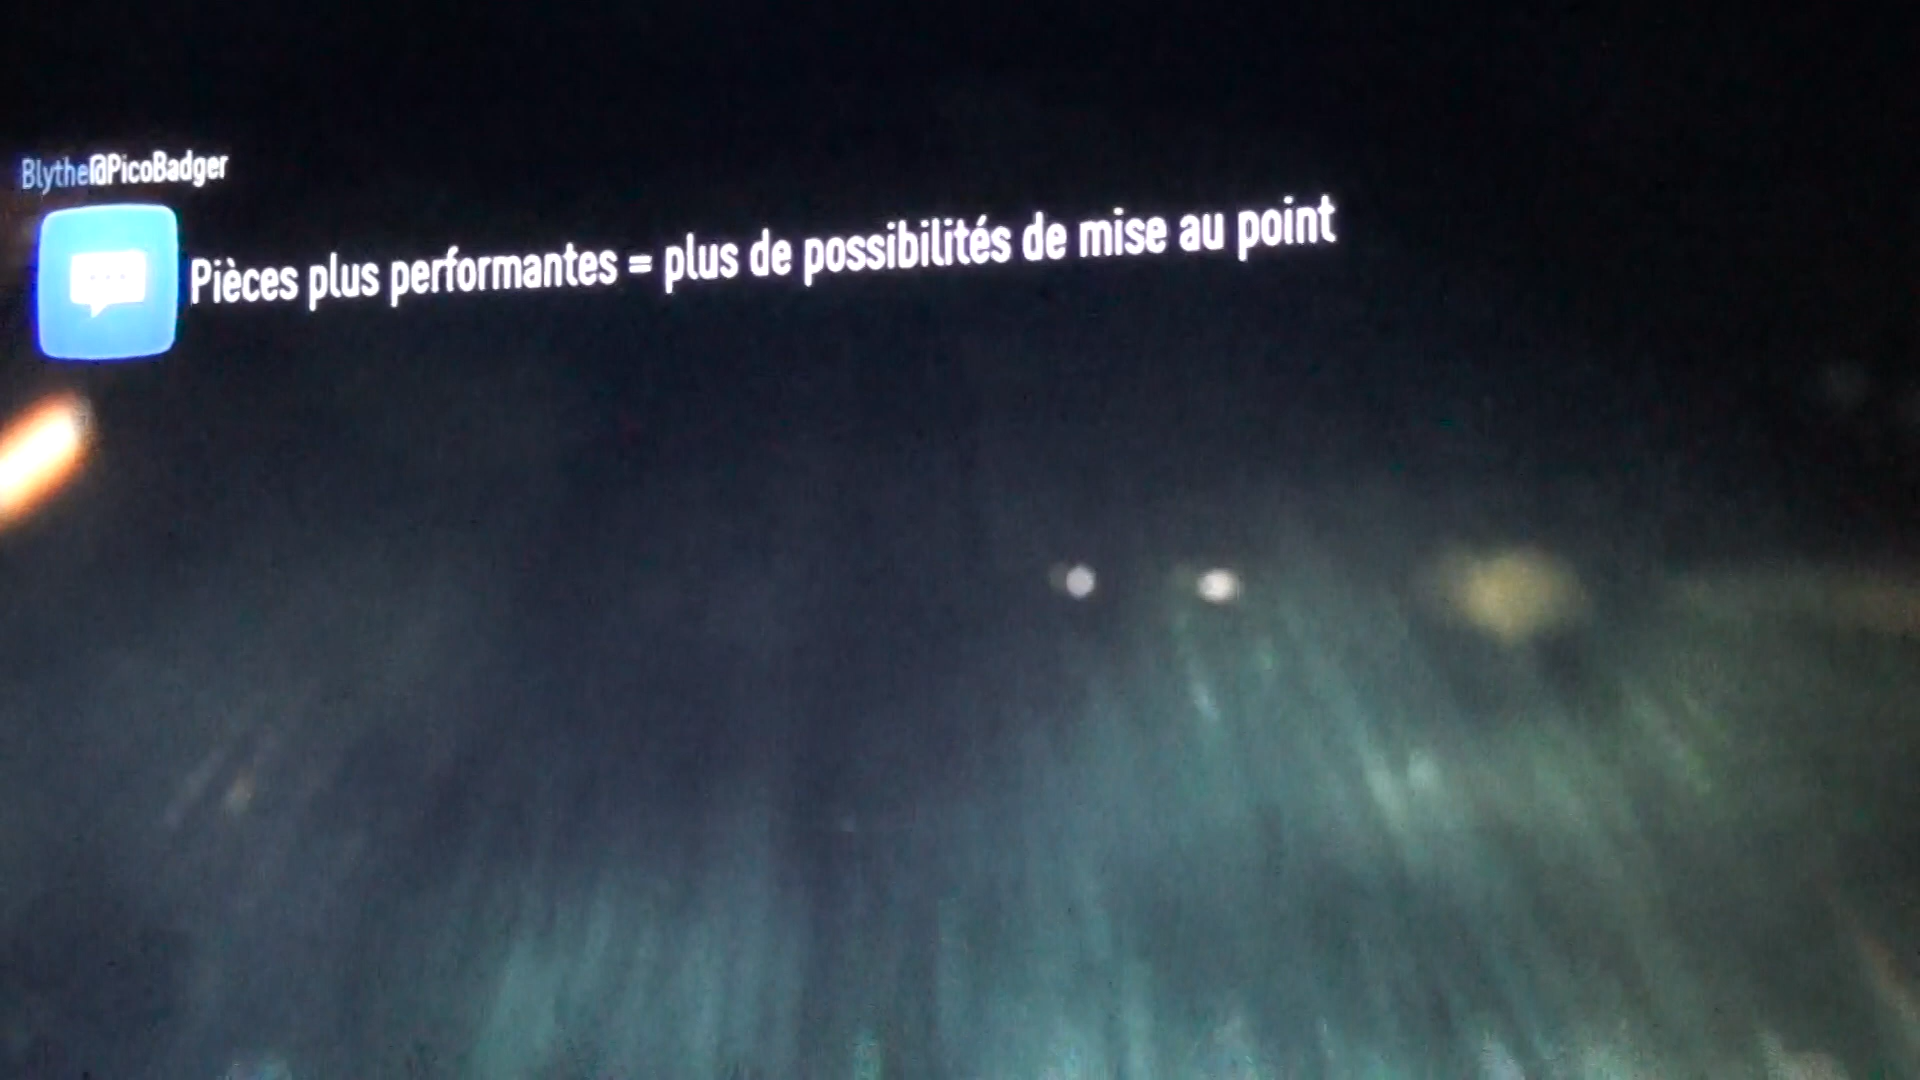 Blythe@PicoBadger
Pièces plus performantes = plus de possibilités de mise au point